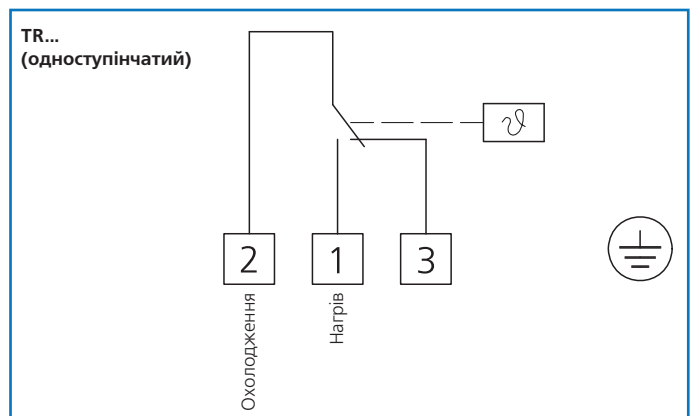 TR...
(одноступінчатий)
ϑ
2
1
3
Охолодження
Нагрів